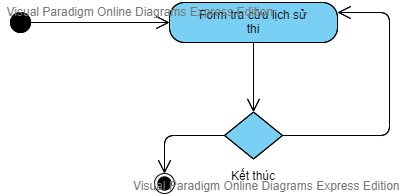 Visual Paradigm Online Diagrams Express Edition
Form tra cứu lịch sử
thi
Kết thúc
Visual Paradigm Online Diagrams Express Edition